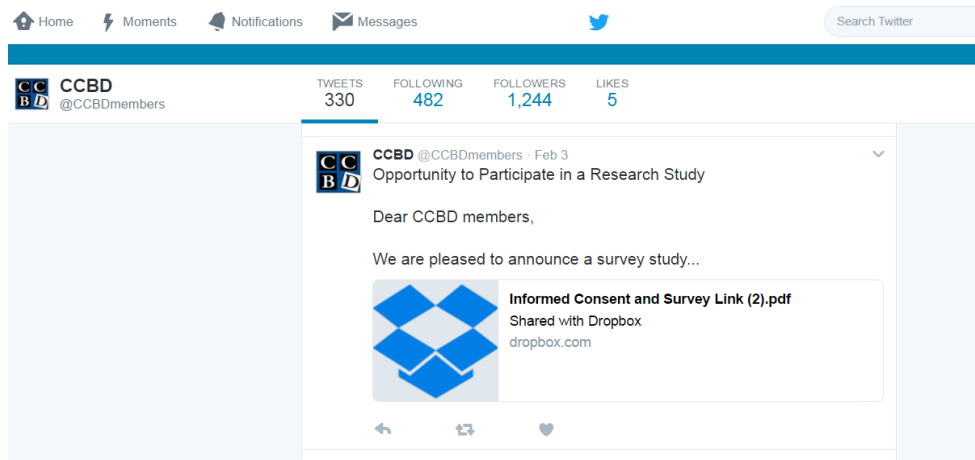 Home Moments Notifications Messages Search Twitter
CC
BD
CCBD
@CCBDmembers
TWEETS FOLLOWING FOLLOWERS LIKES
330 482 1,244 5
CC
BD
CCBD @CCBDmembers · Feb 3
Opportunity to Participate in a Research Study
Dear CCBD members,
We are pleased to announce a survey study...
Informed Consent and Survey Link (2).pdf
Shared with Dropbox
dropbox.com